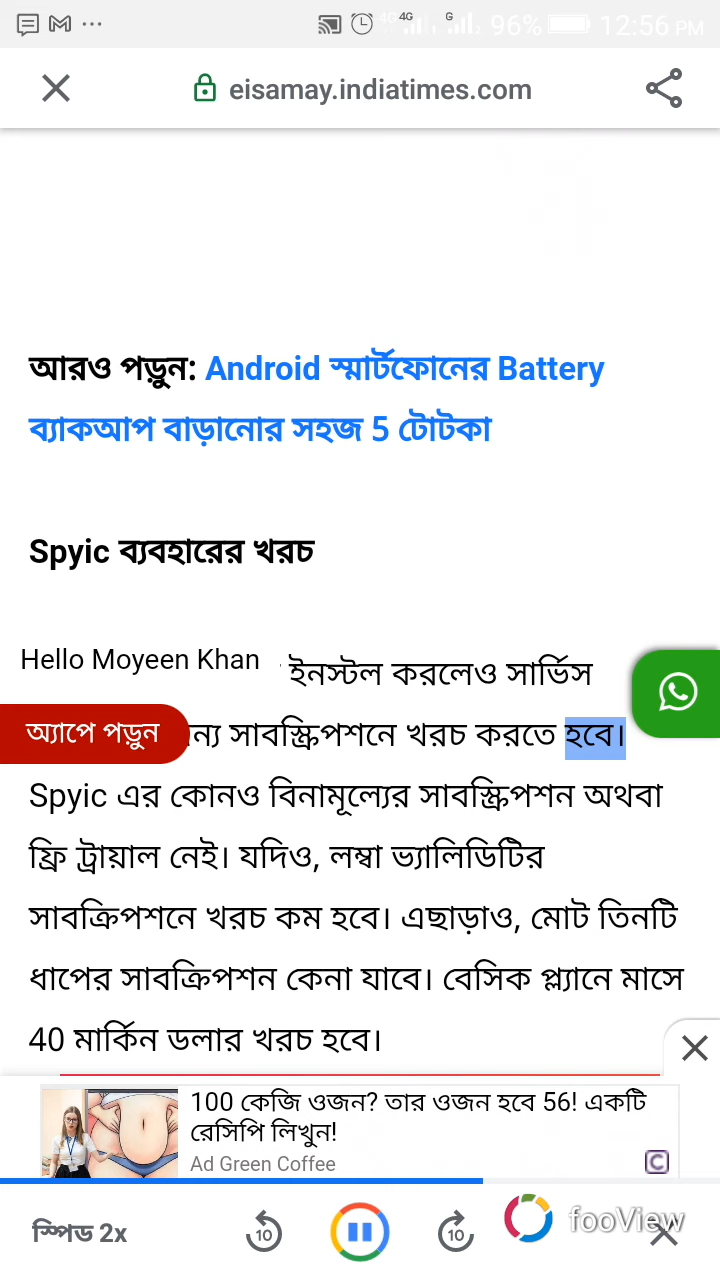 4G 4G G 96% 12:56 PM
eisamay.indiatimes.com
আরও পড়ুন: Android স্মার্টফোনের Battery
ব্যাকআপ বাড়ানোর সহজ 5 টোটকা
Spyic ব্যবহারের খরচ
Hello Moyeen Khan
ইনস্টল করলেও সার্ভিস
অ্যাপে পড়ুন
ন্য সাবস্ক্রিপশনে খরচ করতে হবে।
Spyic এর কোনও বিনামূল্যের সাবস্ক্রিপশন অথবা
ফ্রি ট্রায়াল নেই। যদিও, লম্বা ভ্যালিডিটির
সাবক্রিপশনে খরচ কম হবে। এছাড়াও, মোট তিনটি
ধাপের সাবক্রিপশন কেনা যাবে। বেসিক প্ল্যানে মাসে
40 মার্কিন ডলার খরচ হবে।
100 কেজি ওজন? তার ওজন হবে 56! একটি
রেসিপি লিখুন!
Ad Green Coffee
স্পিড 2x
10
10
fooView